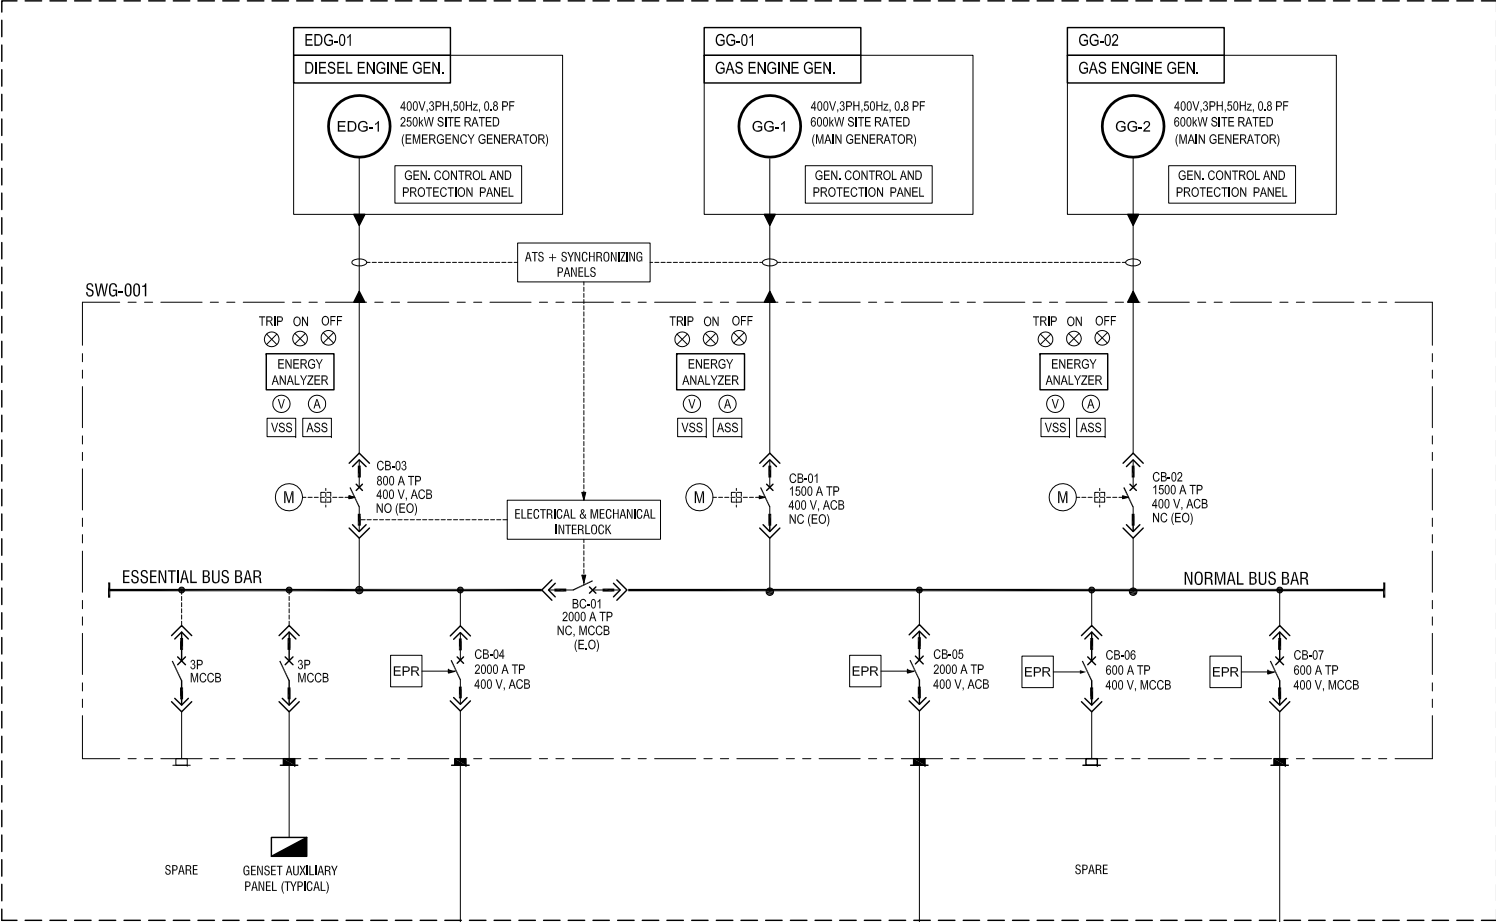 EDG-01
DIESEL ENGINE GEN.
EDG-1
400V,3PH,50Hz, 0.8 PF
250kW SITE RATED
(EMERGENCY GENERATOR)
GEN. CONTROL AND
PROTECTION PANEL
GG-01
GAS ENGINE GEN.
GG-1
400V,3PH,50Hz, 0.8 PF
600kW SITE RATED
(MAIN GENERATOR)
GEN. CONTROL AND
PROTECTION PANEL
GG-02
GAS ENGINE GEN.
GG-2
400V,3PH,50Hz, 0.8 PF
600kW SITE RATED
(MAIN GENERATOR)
GEN. CONTROL AND
PROTECTION PANEL
ATS + SYNCHRONIZING
PANELS
SWG-001
TRIP ON OFF
ENERGY
ANALYZER
V A
VSS ASS
TRIP ON OFF
ENERGY
ANALYZER
V A
VSS ASS
TRIP ON OFF
ENERGY
ANALYZER
V A
VSS ASS
M
CB-03
800 A TP
400 V, ACB
NO (EO)
ELECTRICAL & MECHANICAL
INTERLOCK
M
CB-01
1500 A TP
400 V, ACB
NC (EO)
M
CB-02
1500 A TP
400 V, ACB
NC (EO)
ESSENTIAL BUS BAR
NORMAL BUS BAR
BC-01
2000 A TP
NC, MCCB
(E.O)
3P
MCCB
3P
MCCB
EPR
CB-04
2000 A TP
400 V, ACB
EPR
CB-05
2000 A TP
400 V, ACB
EPR
CB-06
600 A TP
400 V, MCCB
EPR
CB-07
600 A TP
400 V, MCCB
SPARE
GENSET AUXILIARY
PANEL (TYPICAL)
SPARE